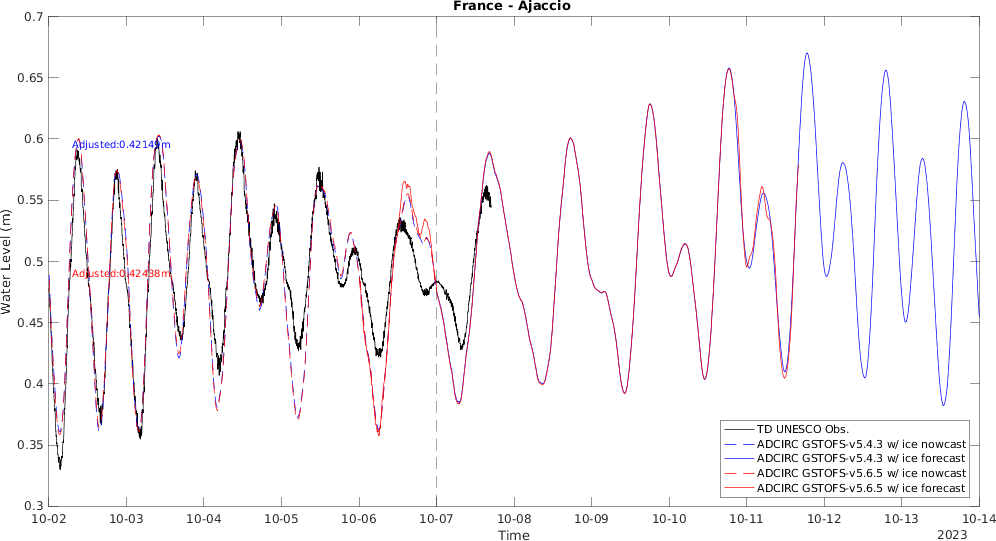 France - Ajaccio
0.7
0.65
0.6
0.55
0.5
0.45
0.4
0.35
0.3
Water Level (m)
Adjusted:0.42149m
Adjusted:0.42438m
TD UNESCO Obs.
ADCIRC GSTOFS-v5.4.3 w/ ice nowcast
ADCIRC GSTOFS-v5.4.3 w/ ice forecast
ADCIRC GSTOFS-v5.6.5 w/ ice nowcast
ADCIRC GSTOFS-v5.6.5 w/ ice forecast
10-02 10-03 10-04 10-05 10-06 10-07 10-08 10-09 10-10 10-11 10-12 10-13 10-14
Time
2023